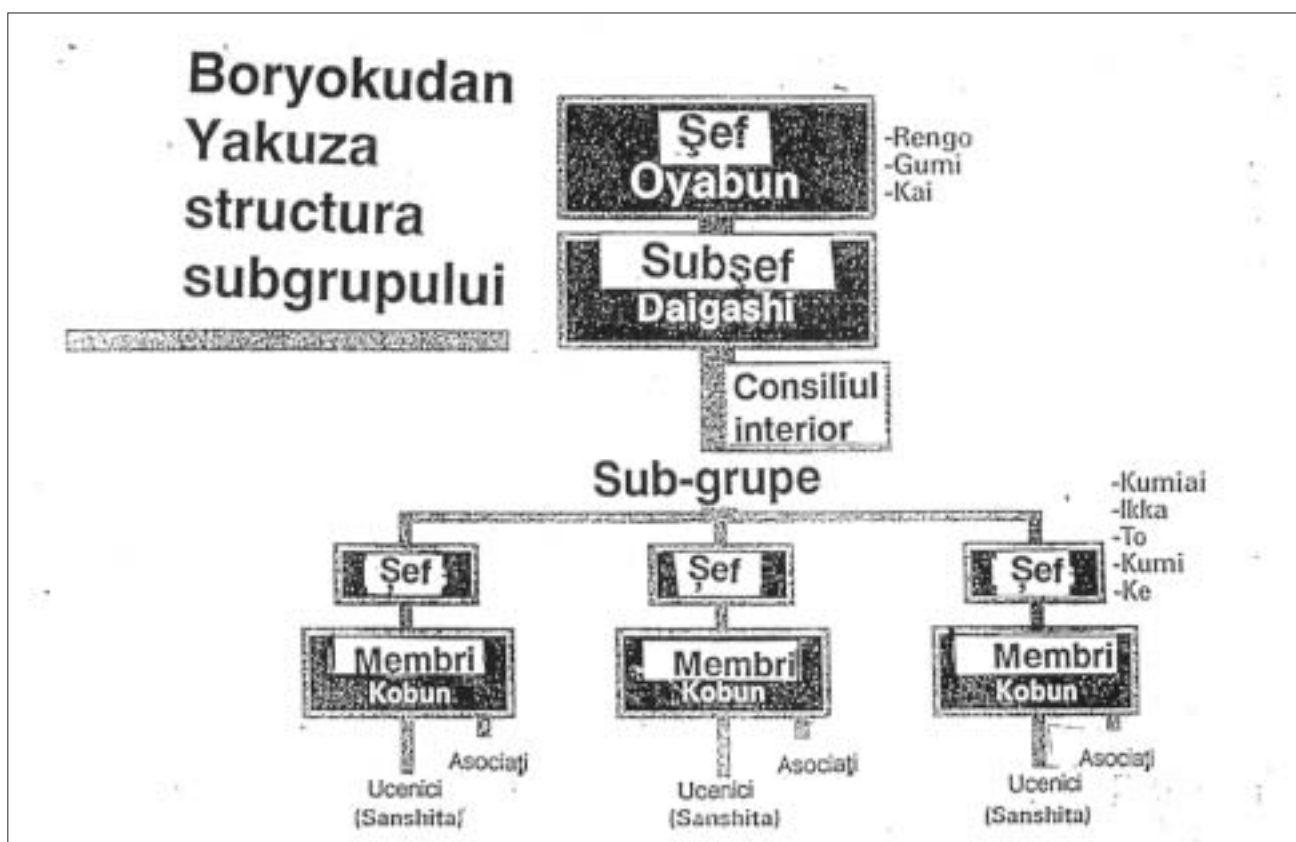 Boryokudan
Yakuza
structura
subgrupului
Şef
Oyabun
-Rengo
-Gumi
-Kai
Subşef
Daigashi
Consiliul
interior
Sub-grupe
-Kumiai
-Ikka
-To
-Kumi
-Ke
Şef
Şef
Şef
Membri
Kobun
Membri
Kobun
Membri
Kobun
Asociaţi
Asociaţi
Asociaţi
Ucenici
(Sanshita)
Ucenici
(Sanshita)
Ucenici
(Sanshita)